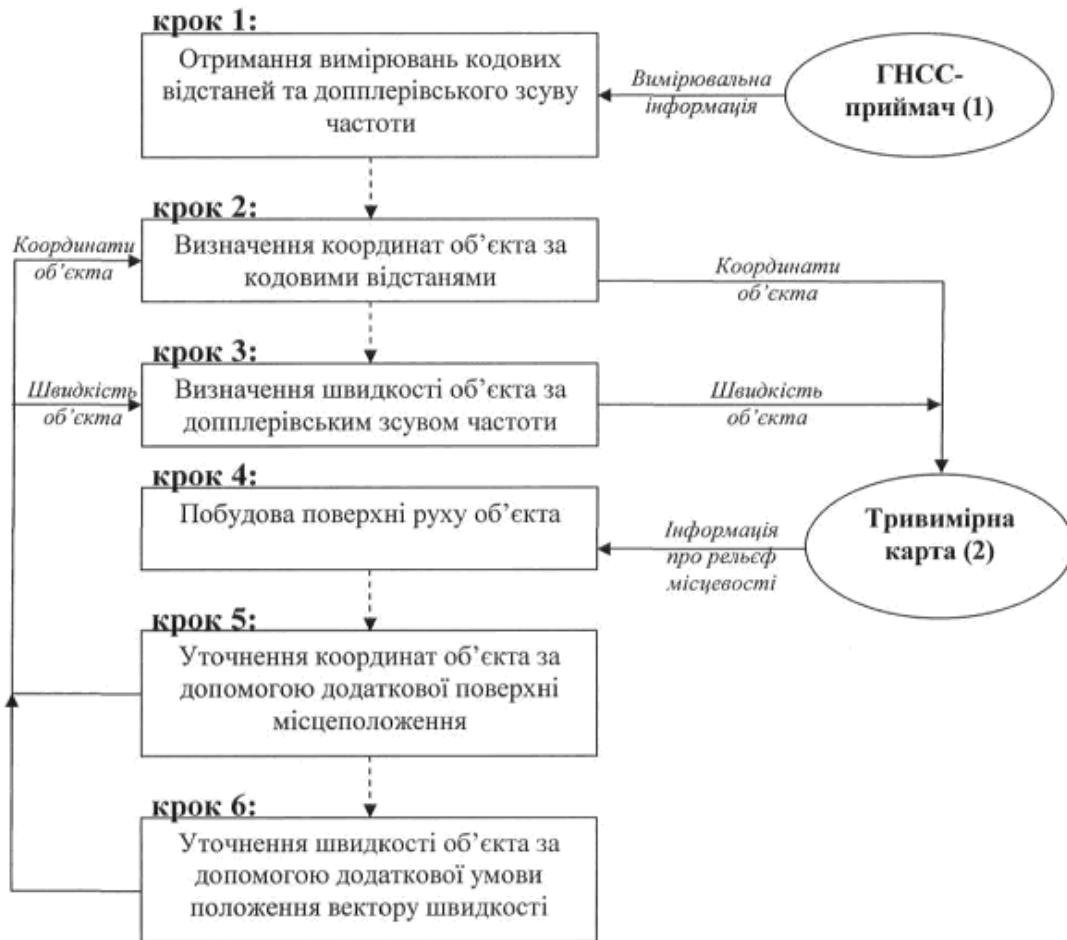 крок 1:
Отримання вимірювань кодових
відстаней та допплерівського зсуву
частоти
Вимірювальна
інформація
ГНСС-
приймач (1)
крок 2:
Координати
об’єкта
Визначення координат об’єкта за
кодовими відстанями
Координати
об’єкта
крок 3:
Швидкість
об’єкта
Визначення швидкості об’єкта за
допплерівським зсувом частоти
Швидкість
об’єкта
крок 4:
Побудова поверхні руху об’єкта
Інформація
про рельєф
місцевості
Тривимірна
карта (2)
крок 5:
Уточнення координат об’єкта за
допомогою додаткової поверхні
місцеположення
крок 6:
Уточнення швидкості об’єкта за
допомогою додаткової умови
положення вектору швидкості